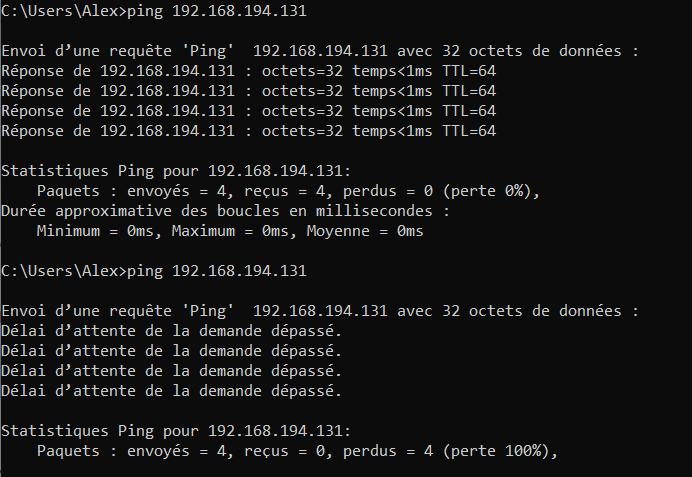 C:\Users\Alex>ping 192.168.194.131
Envoi d’une requête 'Ping'  192.168.194.131 avec 32 octets de données :
Réponse de 192.168.194.131 : octets=32 temps<1ms TTL=64
Réponse de 192.168.194.131 : octets=32 temps<1ms TTL=64
Réponse de 192.168.194.131 : octets=32 temps<1ms TTL=64
Réponse de 192.168.194.131 : octets=32 temps<1ms TTL=64
Statistiques Ping pour 192.168.194.131:
    Paquets : envoyés = 4, reçus = 4, perdus = 0 (perte 0%),
Durée approximative des boucles en millisecondes :
    Minimum = 0ms, Maximum = 0ms, Moyenne = 0ms
C:\Users\Alex>ping 192.168.194.131
Envoi d’une requête 'Ping'  192.168.194.131 avec 32 octets de données :
Délai d’attente de la demande dépassé.
Délai d’attente de la demande dépassé.
Délai d’attente de la demande dépassé.
Délai d’attente de la demande dépassé.
Statistiques Ping pour 192.168.194.131:
    Paquets : envoyés = 4, reçus = 0, perdus = 4 (perte 100%),